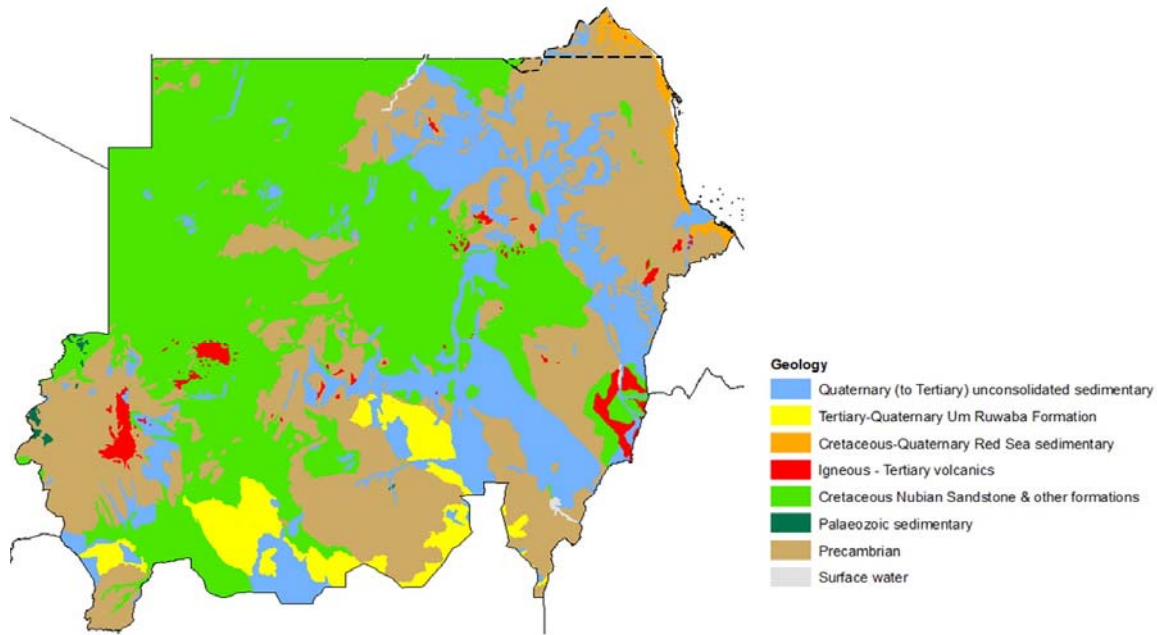 Geology
Quaternary (to Tertiary) unconsolidated sedimentary
Tertiary-Quaternary Um Ruwaba Formation
Cretaceous-Quaternary Red Sea sedimentary
Igneous - Tertiary volcanics
Cretaceous Nubian Sandstone & other formations
Palaeozoic sedimentary
Precambrian
Surface water